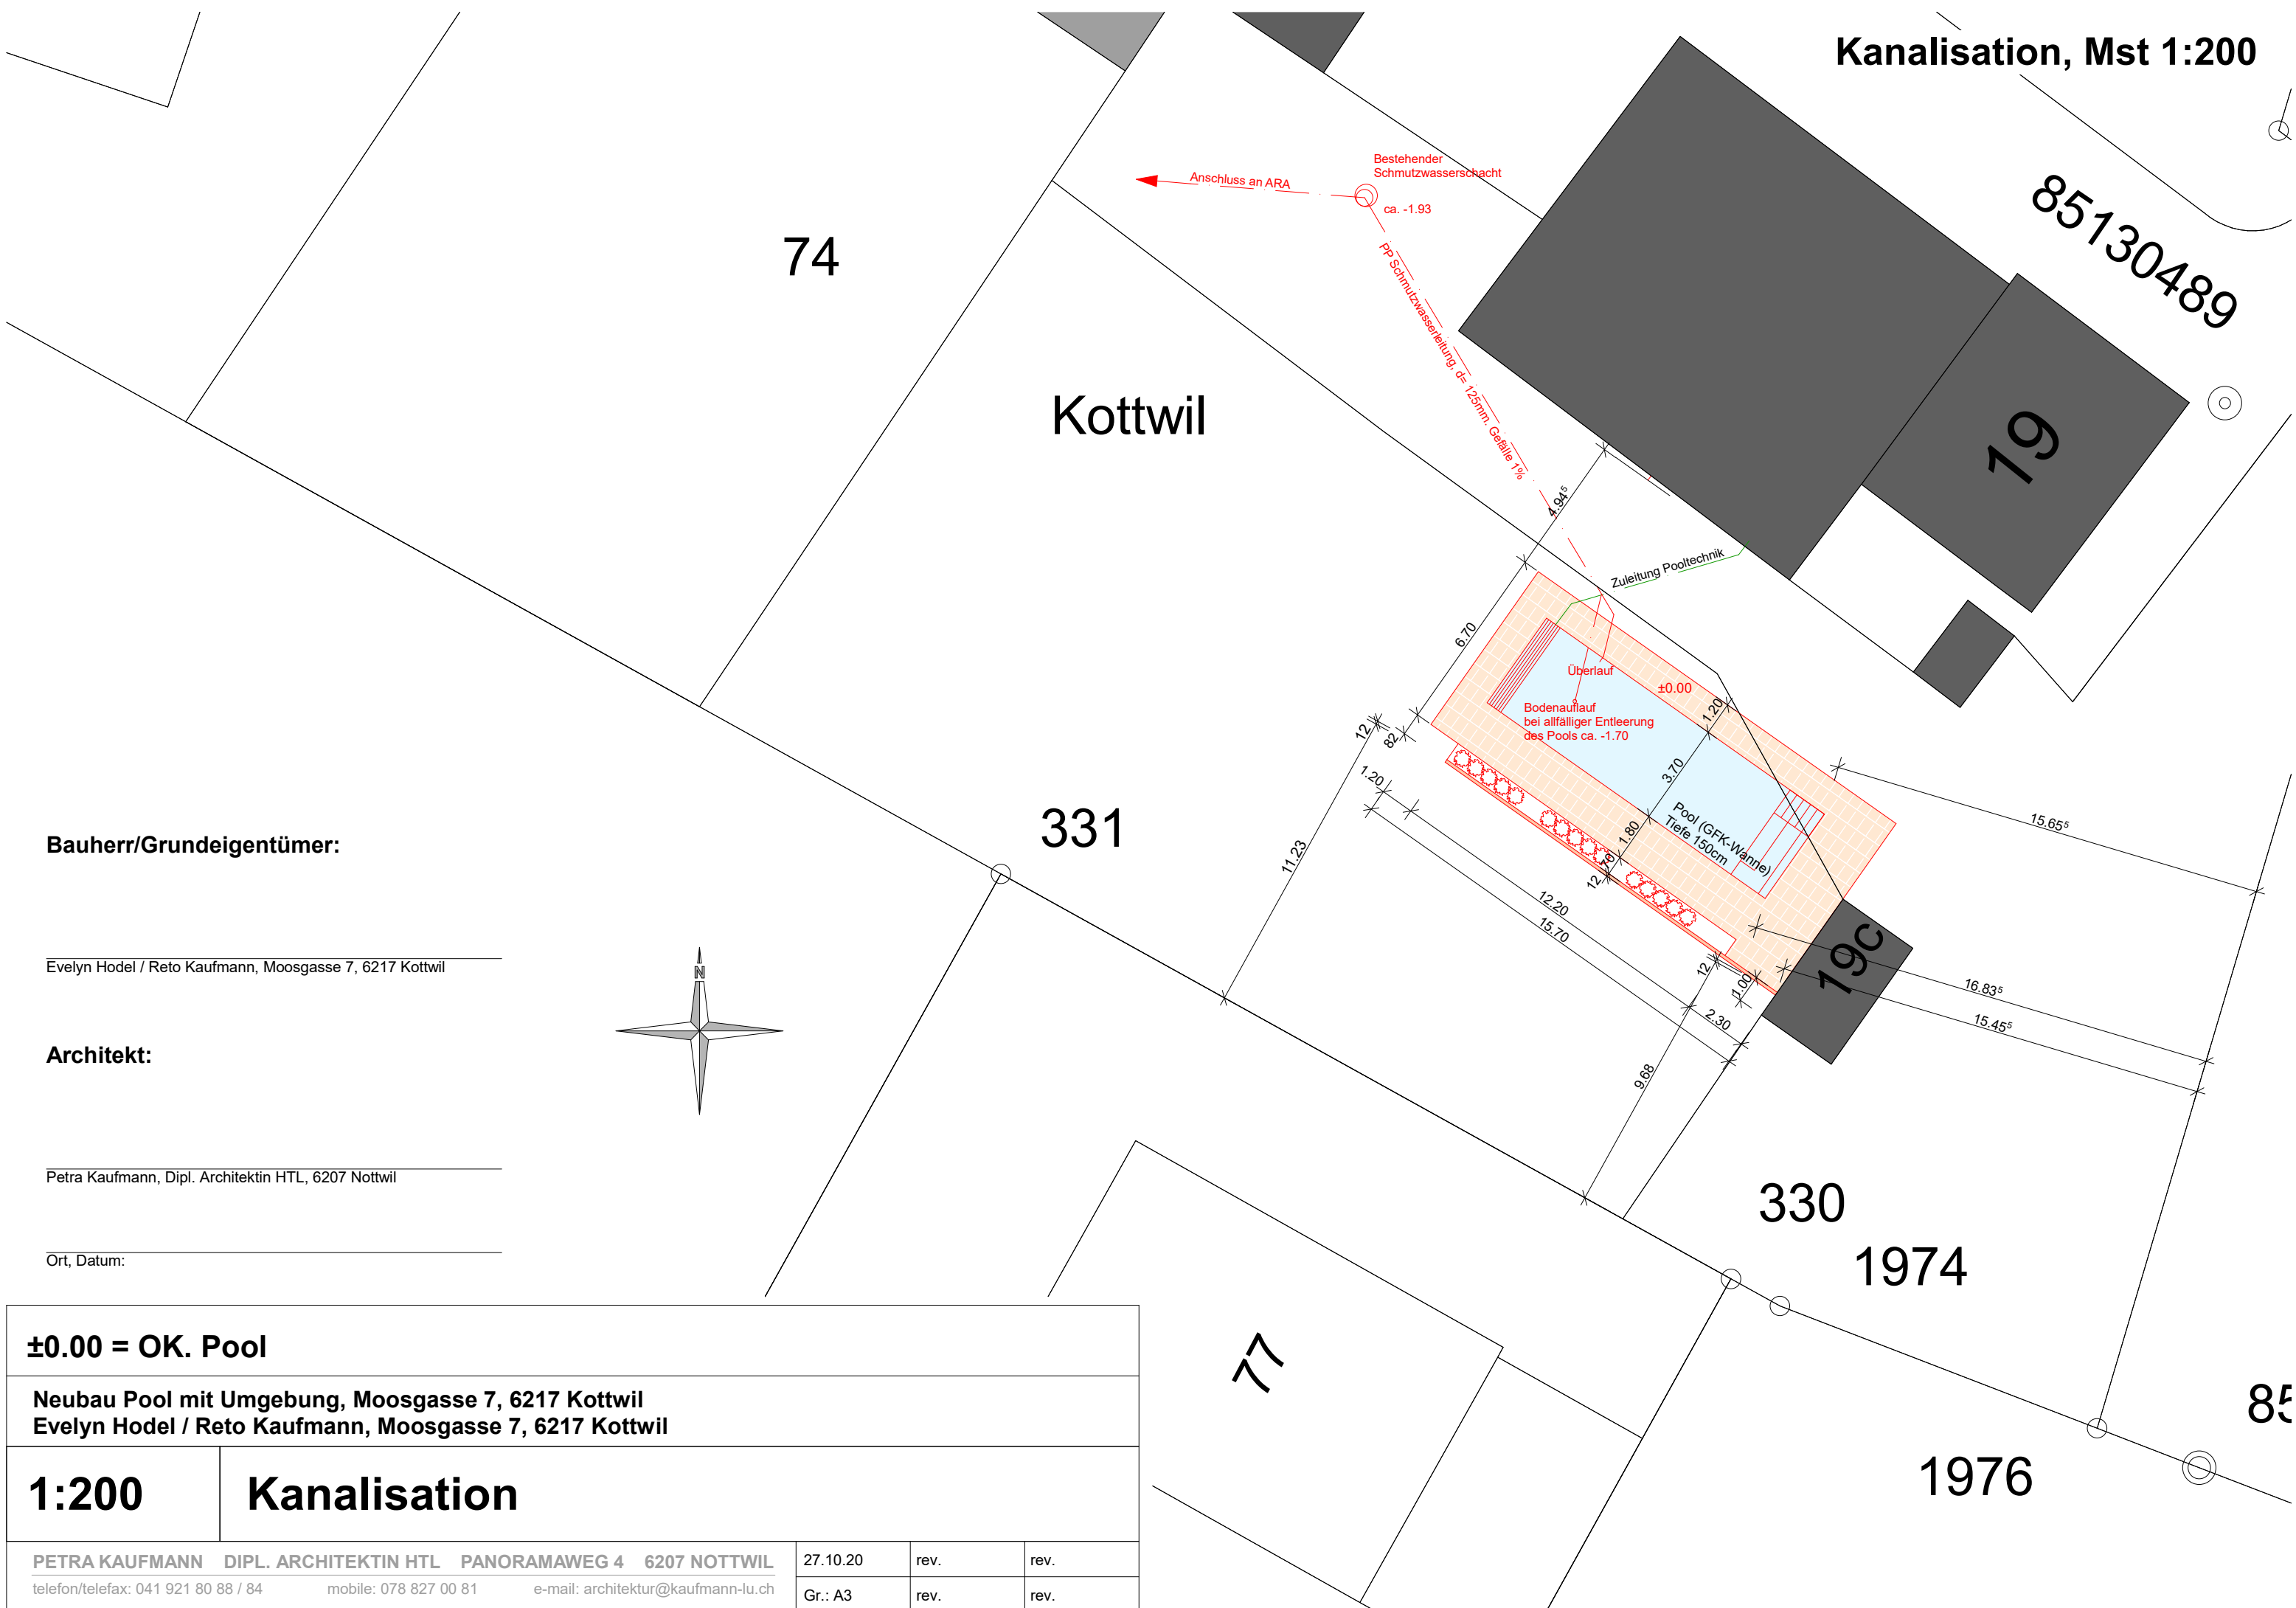 Kanalisation, Mst 1:200
85130489
Bestehender
Schmutzwasserschacht
Anschluss an ARA
ca. -1.93
PP Schmutzwasserleitung, d= 125mm. Gefälle 1%
74
Kottwil
19
4.94⁵
Zuleitung Pooltechnik
6.70
Überlauf
±0.00
Bodenauflauf
bei allfälliger Entleerung
des Pools ca. -1.70
1.20
12
82
3.70
1.20
Pool (GFK-Wanne)
Tiefe 150cm
15.65⁵
331
11.23
1.80
70
12
12.20
15.70
19c
12
1.00
2.30
16.83⁵
15.45⁵
9.68
Bauherr/Grundeigentümer:
Evelyn Hodel / Reto Kaufmann, Moosgasse 7, 6217 Kottwil
N
Architekt:
Petra Kaufmann, Dipl. Architektin HTL, 6207 Nottwil
Ort, Datum:
330
1974
77
85
1976
±0.00 = OK. Pool
Neubau Pool mit Umgebung, Moosgasse 7, 6217 Kottwil
Evelyn Hodel / Reto Kaufmann, Moosgasse 7, 6217 Kottwil
1:200 Kanalisation
PETRA KAUFMANN DIPL. ARCHITEKTIN HTL PANORAMAWEG 4 6207 NOTTWIL
telefon/telefax: 041 921 80 88 / 84 mobile: 078 827 00 81 e-mail: architektur@kaufmann-lu.ch
27.10.20 rev. rev.
Gr.: A3 rev. rev.